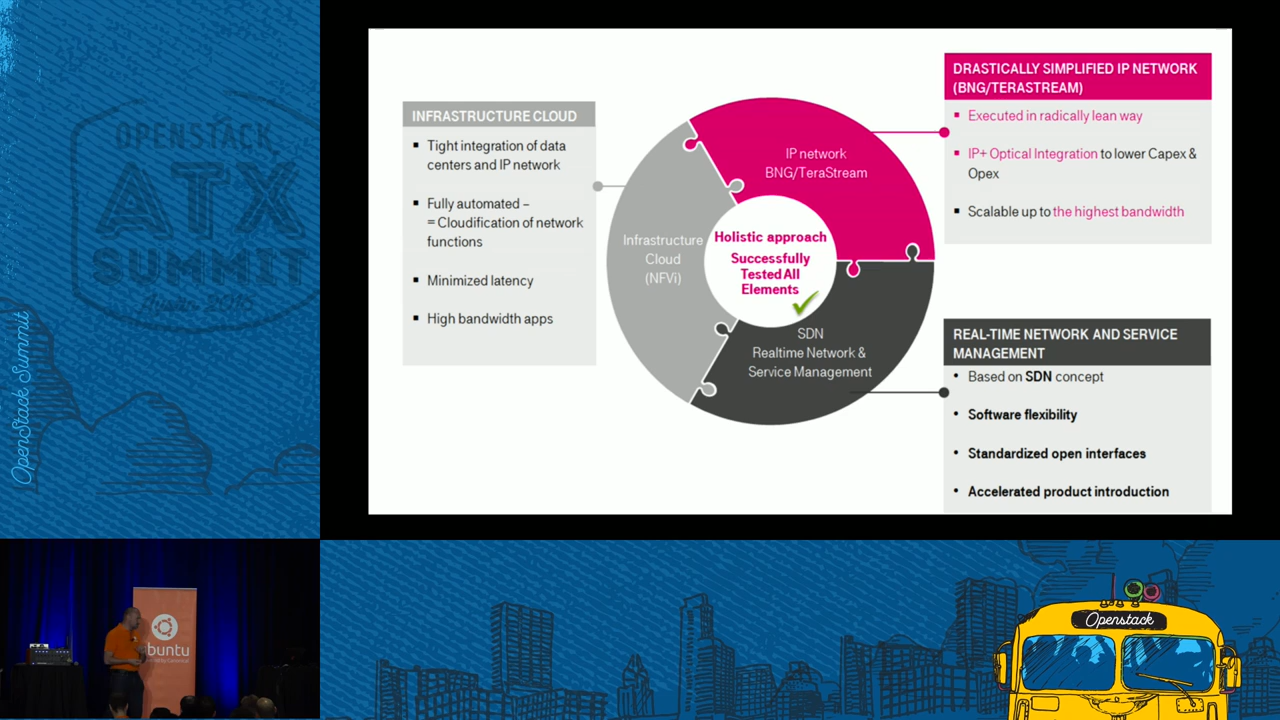 OPENSTACK
ATX
SUMMIT
OpenStack Summit
INFRASTRUCTURE CLOUD
Tight integration of data
centers and IP network
Fully automated –
= Cloudification of network
functions
Minimized latency
High bandwidth apps
IP network
BNG/TeraStream
Infrastructure
Cloud
(NFVi)
Holistic approach
Successfully
Tested All
Elements
SDN
Realtime Network &
Service Management
DRASTICALLY SIMPLIFIED IP NETWORK
(BNG/TERASTREAM)
Executed in radically lean way
IP+ Optical Integration to lower Capex &
Opex
Scalable up to the highest bandwidth
REAL-TIME NETWORK AND SERVICE
MANAGEMENT
Based on SDN concept
Software flexibility
Standardized open interfaces
Accelerated product introduction
buntu
by Canonical
Openstack